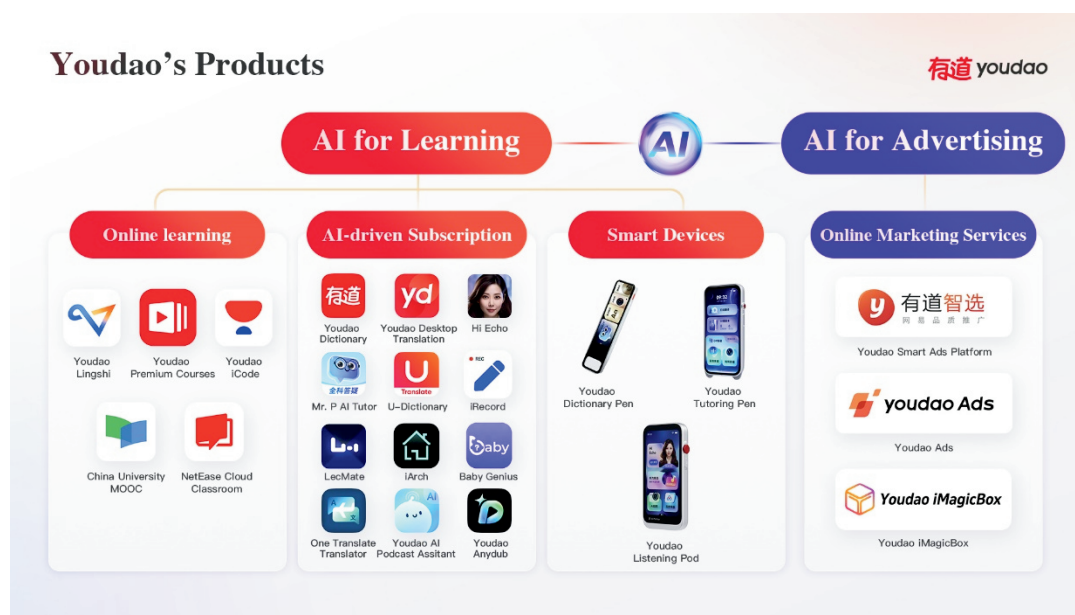 Youdao's Products
有道 youdao
AI for Learning
AI
AI for Advertising
Online learning
AI-driven Subscription
Smart Devices
Online Marketing Services
Youdao
Lingshi
Youdao
Premium Courses
Youdao
iCode
China University
MOOC
NetEase Cloud
Classroom
有道
Youdao
Dictionary
yd
Youdao Desktop
Translation
Hi Echo
全科答疑
Mr. P AI Tutor
U
Translate
U-Dictionary
REC
iRecord
LecMate
iArch
Baby
Baby Genius
A
文
One Translate
Translator
AI
Youdao AI
Podcast Assitant
Youdao
Anydub
Youdao
Dictionary Pen
Youdao
Tutoring Pen
Youdao
Listening Pod
有道智选
网易品质推广
Youdao Smart Ads Platform
youdao Ads
Youdao Ads
Youdao iMagicBox
Youdao iMagicBox